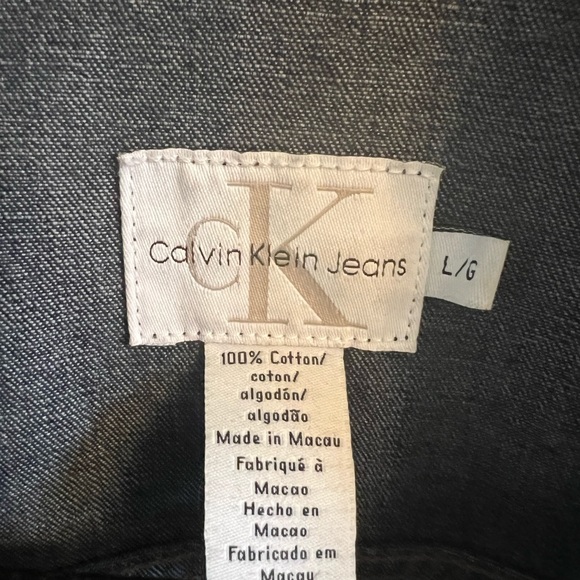 CK
Calvin Klein Jeans
L/G
100% Cotton/
coton/
algodón/
algodão
Made in Macau
Fabriqué à
Macao
Hecho en
Macao
Fabricado em
Macau